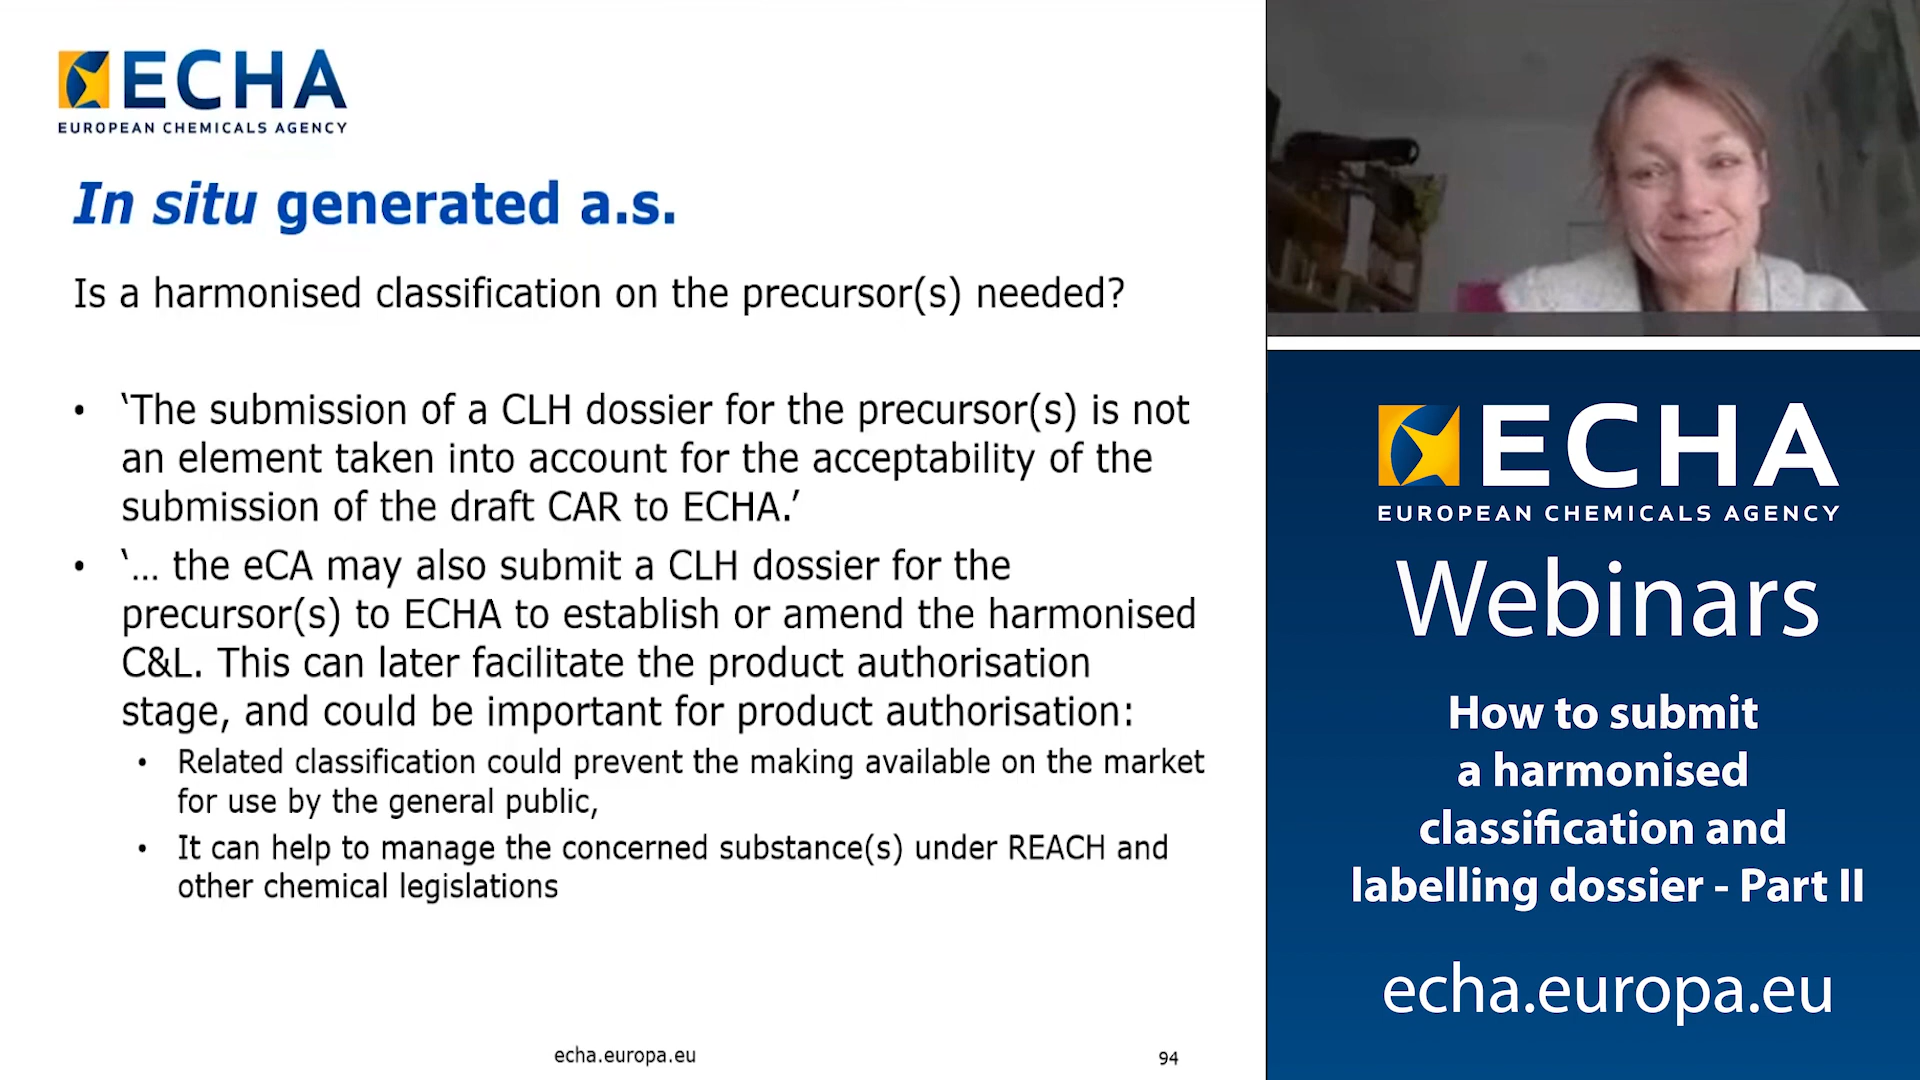 ECHA
EUROPEAN CHEMICALS AGENCY
In situ generated a.s.
Is a harmonised classification on the precursor(s) needed?
• ‘The submission of a CLH dossier for the precursor(s) is not
an element taken into account for the acceptability of the
submission of the draft CAR to ECHA.’
• ‘... the eCA may also submit a CLH dossier for the
precursor(s) to ECHA to establish or amend the harmonised
C&L. This can later facilitate the product authorisation
stage, and could be important for product authorisation:
• Related classification could prevent the making available on the market
for use by the general public,
• It can help to manage the concerned substance(s) under REACH and
other chemical legislations
echa.europa.eu
94
ECHA
EUROPEAN CHEMICALS AGENCY
Webinars
How to submit
a harmonised
classification and
labelling dossier - Part II
echa.europa.eu